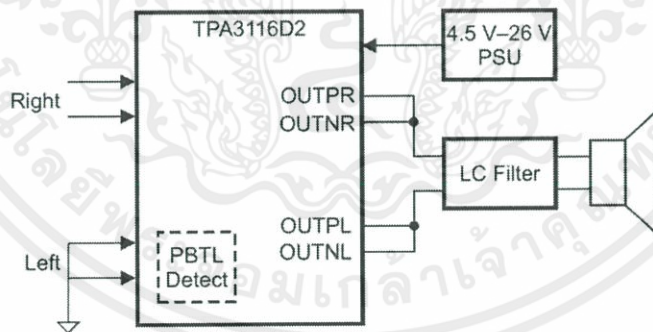 TPA3116D2
4.5 V–26 V
PSU
Right
OUTPR
OUTNR
LC Filter
Left
PBTL
Detect
OUTPL
OUTNL